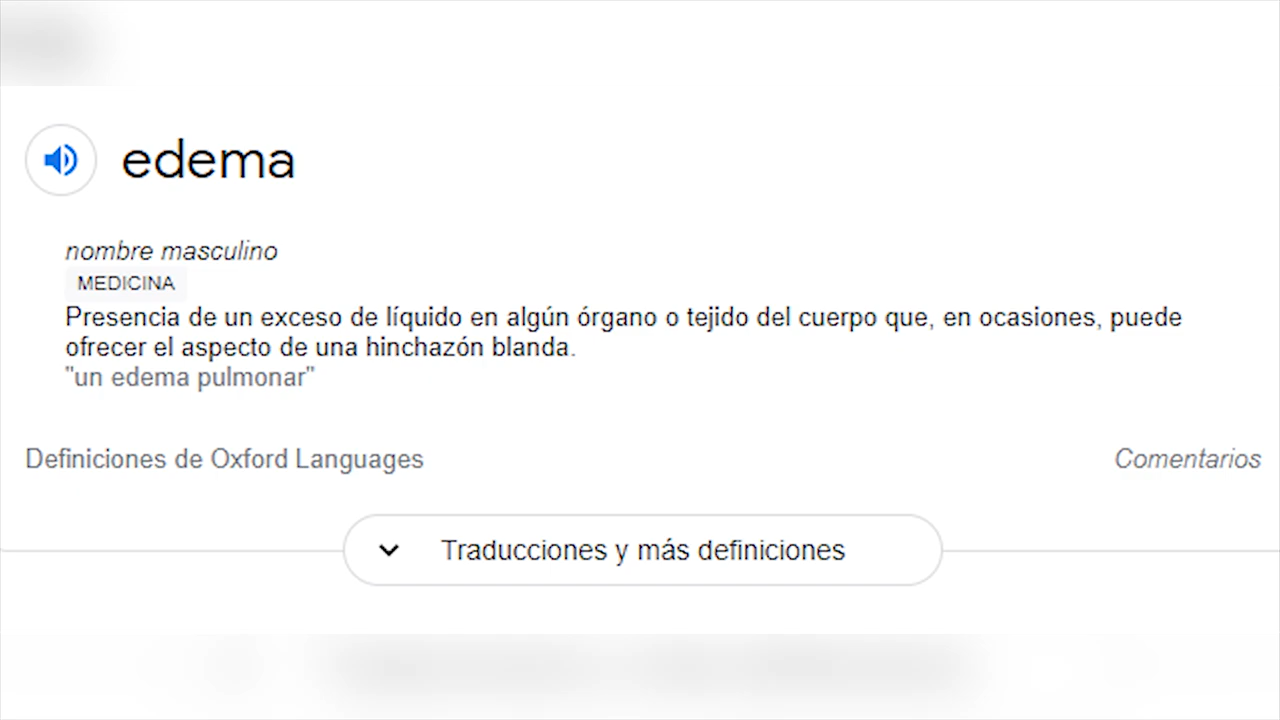 edema
nombre masculino
MEDICINA
Presencia de un exceso de líquido en algún órgano o tejido del cuerpo que, en ocasiones, puede
ofrecer el aspecto de una hinchazón blanda.
"un edema pulmonar"
Definiciones de Oxford Languages
Comentarios
Traducciones y más definiciones